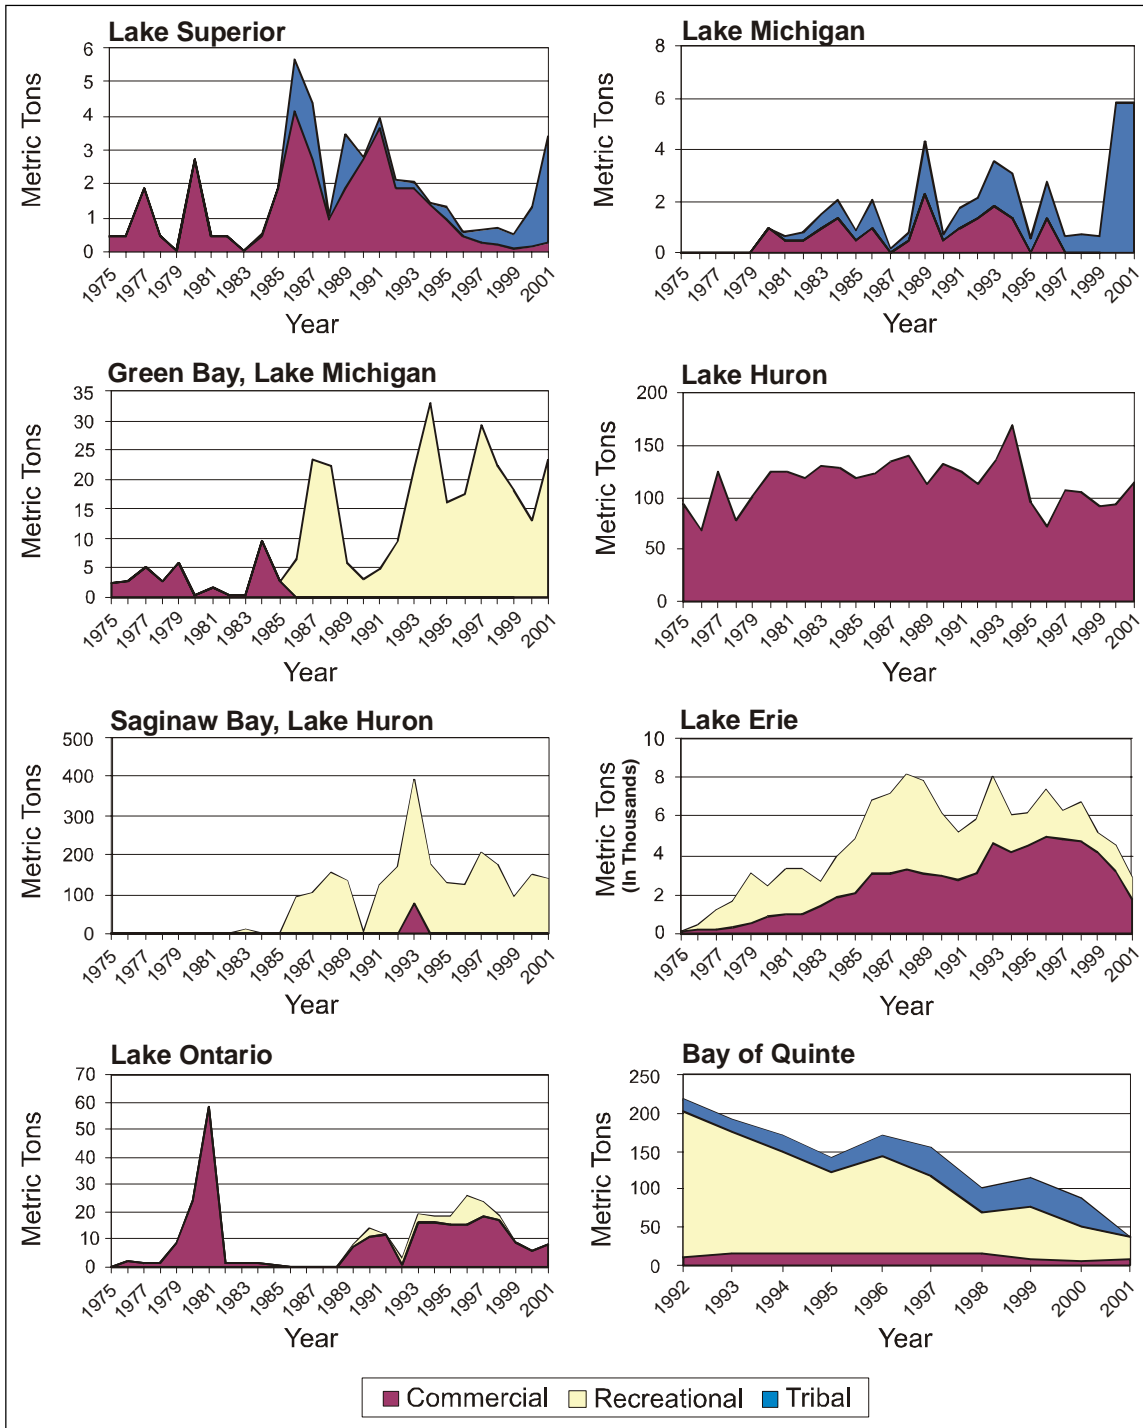 Lake Superior
Metric Tons
6
5
4
3
2
1
0
1975 1977 1979 1981 1983 1985 1987 1989 1991 1993 1995 1997 1999 2001
Year
Lake Michigan
Metric Tons
8
6
4
2
0
1975 1977 1979 1981 1983 1985 1987 1989 1991 1993 1995 1997 1999 2001
Year
Green Bay, Lake Michigan
Metric Tons
35
30
25
20
15
10
5
0
1975 1977 1979 1981 1983 1985 1987 1989 1991 1993 1995 1997 1999 2001
Year
Lake Huron
Metric Tons
200
150
100
50
0
1975 1977 1979 1981 1983 1985 1987 1989 1991 1993 1995 1997 1999 2001
Year
Saginaw Bay, Lake Huron
Metric Tons
500
400
300
200
100
0
1975 1977 1979 1981 1983 1985 1987 1989 1991 1993 1995 1997 1999 2001
Year
Lake Erie
Metric Tons
(In Thousands)
10
8
6
4
2
0
1975 1977 1979 1981 1983 1985 1987 1989 1991 1993 1995 1997 1999 2001
Year
Lake Ontario
Metric Tons
70
60
50
40
30
20
10
0
1975 1977 1979 1981 1983 1985 1987 1989 1991 1993 1995 1997 1999 2001
Year
Bay of Quinte
Metric Tons
250
200
150
100
50
0
1992 1993 1994 1995 1996 1997 1998 1999 2000 2001
Year
Commercial Recreational Tribal